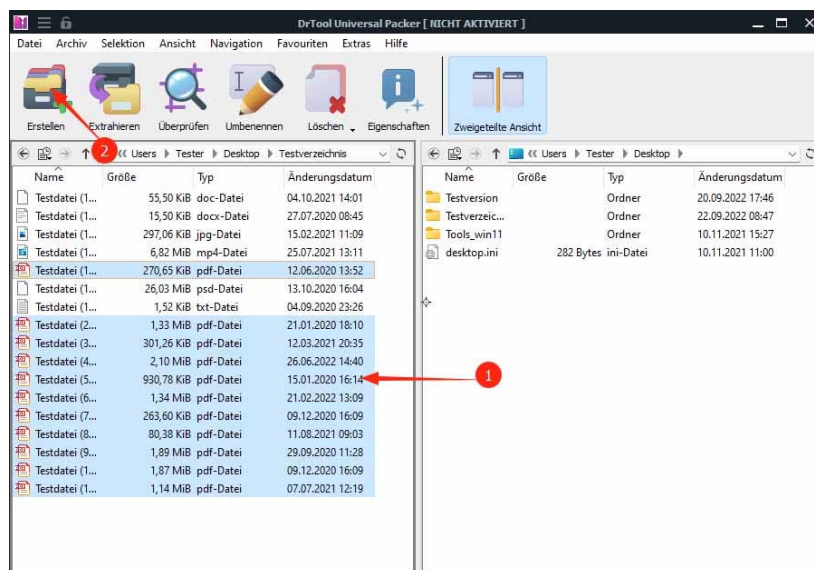 DrTool Universal Packer [ NICHT AKTIVIERT ]
Datei Archiv Selektion Ansicht Navigation Favouriten Extras Hilfe
Erstellen Extrahieren Überprüfen Umbenennen Löschen Eigenschaften Zweigeteilte Ansicht
2
Users Tester Desktop Testverzeichnis
Name Größe Typ Änderungsdatum
Testdatei (1... 55,50 KiB doc-Datei 04.10.2021 14:01
Testdatei (1... 15,50 KiB docx-Datei 27.07.2020 08:45
Testdatei (1... 297,06 KiB jpg-Datei 15.02.2021 11:09
Testdatei (1... 6,82 MiB mp4-Datei 25.07.2021 13:11
Testdatei (1... 270,65 KiB pdf-Datei 12.06.2020 13:52
Testdatei (1... 26,03 MiB psd-Datei 13.10.2020 16:04
Testdatei (1... 1,52 KiB txt-Datei 04.09.2020 23:26
Testdatei (2... 1,33 MiB pdf-Datei 21.01.2020 18:10
Testdatei (3... 301,26 KiB pdf-Datei 12.03.2021 20:35
Testdatei (4... 2,10 MiB pdf-Datei 26.06.2022 14:40
Testdatei (5... 930,78 KiB pdf-Datei 15.01.2020 16:14
Testdatei (6... 1,34 MiB pdf-Datei 21.02.2022 13:09
Testdatei (7... 263,60 KiB pdf-Datei 09.12.2020 16:09
Testdatei (8... 80,38 KiB pdf-Datei 11.08.2021 09:03
Testdatei (9... 1,89 MiB pdf-Datei 29.09.2020 11:28
Testdatei (1... 1,87 MiB pdf-Datei 09.12.2020 16:09
Testdatei (1... 1,14 MiB pdf-Datei 07.07.2021 12:19
1
Users Tester Desktop
Name Größe Typ Änderungsdatum
Testversion Ordner 20.09.2022 17:46
Testverzeic... Ordner 22.09.2022 08:47
Tools_win11 Ordner 10.11.2021 15:27
desktop.ini 282 Bytes ini-Datei 10.11.2021 11:00